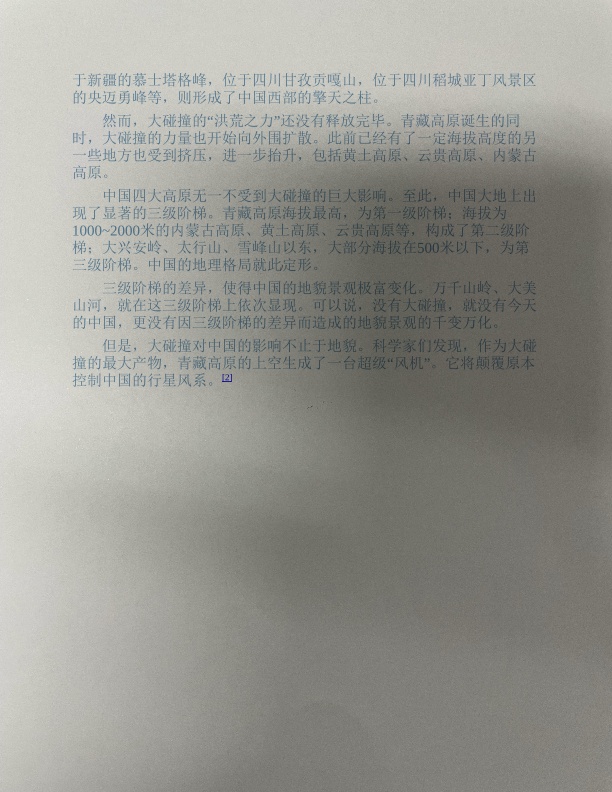 于新疆的慕士塔格峰，位于四川甘孜贡嘎山，位于四川稻城亚丁风景区
的央迈勇峰等，则形成了中国西部的擎天之柱。
然而，大碰撞的“洪荒之力”还没有释放完毕。青藏高原诞生的同
时，大碰撞的力量也开始向外围扩散。此前已经有了一定海拔高度的另
一些地方也受到挤压，进一步抬升，包括黄土高原、云贵高原、内蒙古
高原。
中国四大高原无一不受到大碰撞的巨大影响。至此，中国大地上出
现了显著的三级阶梯。青藏高原海拔最高，为第一级阶梯；海拔为
1000~2000米的内蒙古高原、黄土高原、云贵高原等，构成了第二级阶
梯；大兴安岭、太行山、雪峰山以东，大部分海拔在500米以下，为第
三级阶梯。中国的地理格局就此定形。
三级阶梯的差异，使得中国的地貌景观极富变化。万千山岭、大美
山河，就在这三级阶梯上依次显现。可以说，没有大碰撞，就没有今天
的中国，更没有因三级阶梯的差异而造成的地貌景观的千变万化。
但是，大碰撞对中国的影响不止于地貌。科学家们发现，作为大碰
撞的最大产物，青藏高原的上空生成了一台超级“风机”。它将颠覆原本
控制中国的行星风系。[2]